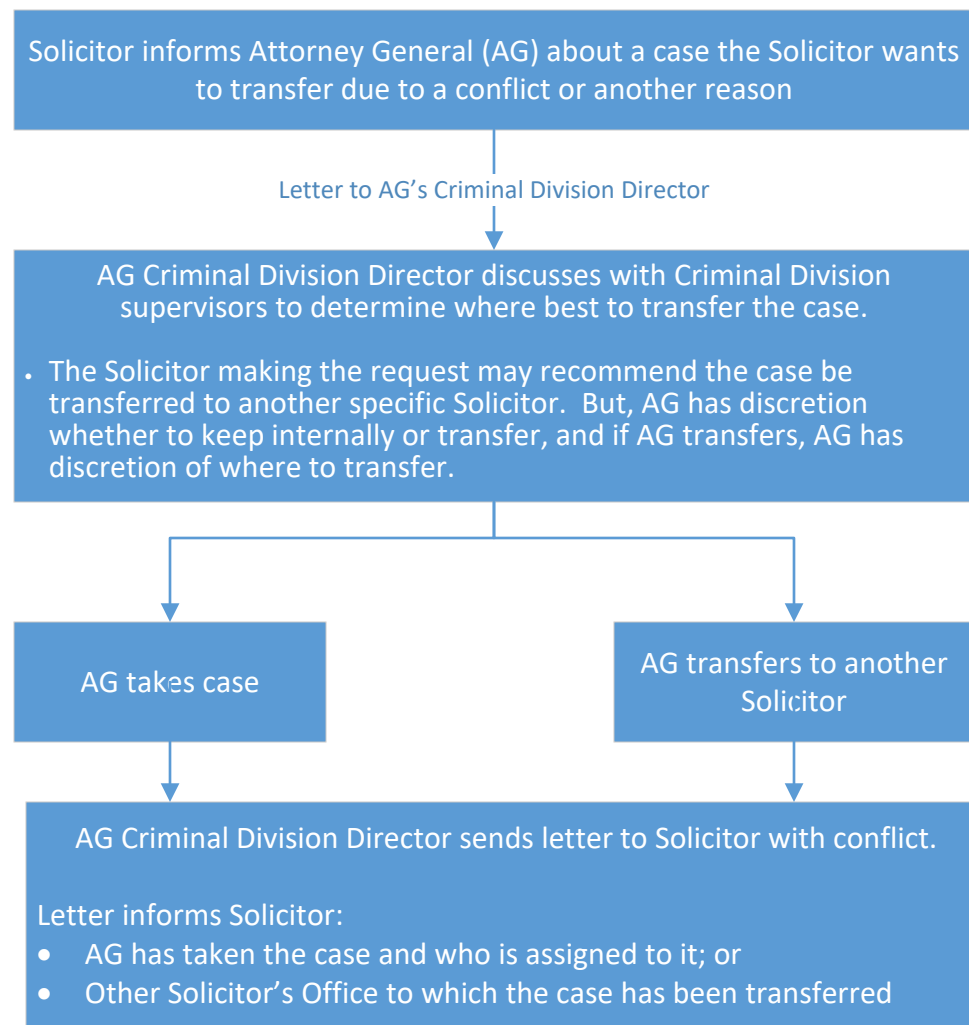 Solicitor informs Attorney General (AG) about a case the Solicitor wants
to transfer due to a conflict or another reason
Letter to AG’s Criminal Division Director
AG Criminal Division Director discusses with Criminal Division
supervisors to determine where best to transfer the case.
• The Solicitor making the request may recommend the case be
transferred to another specific Solicitor.  But, AG has discretion
whether to keep internally or transfer, and if AG transfers, AG has
discretion of where to transfer.
AG takes case
AG transfers to another
Solicitor
AG Criminal Division Director sends letter to Solicitor with conflict.
Letter informs Solicitor:
• AG has taken the case and who is assigned to it; or
• Other Solicitor’s Office to which the case has been transferred